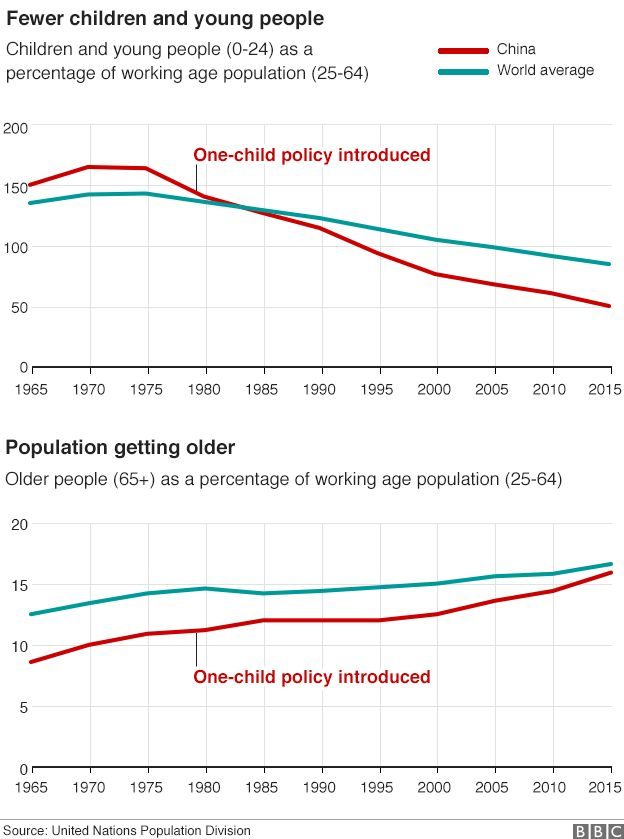 Fewer children and young people
Children and young people (0-24) as a
percentage of working age population (25-64)
China
World average
200
One-child policy introduced
150
100
50
0
1965 1970 1975 1980 1985 1990 1995 2000 2005 2010 2015
Population getting older
Older people (65+) as a percentage of working age population (25-64)
20
15
10
One-child policy introduced
5
0
1965 1970 1975 1980 1985 1990 1995 2000 2005 2010 2015
Source: United Nations Population Division
BBC